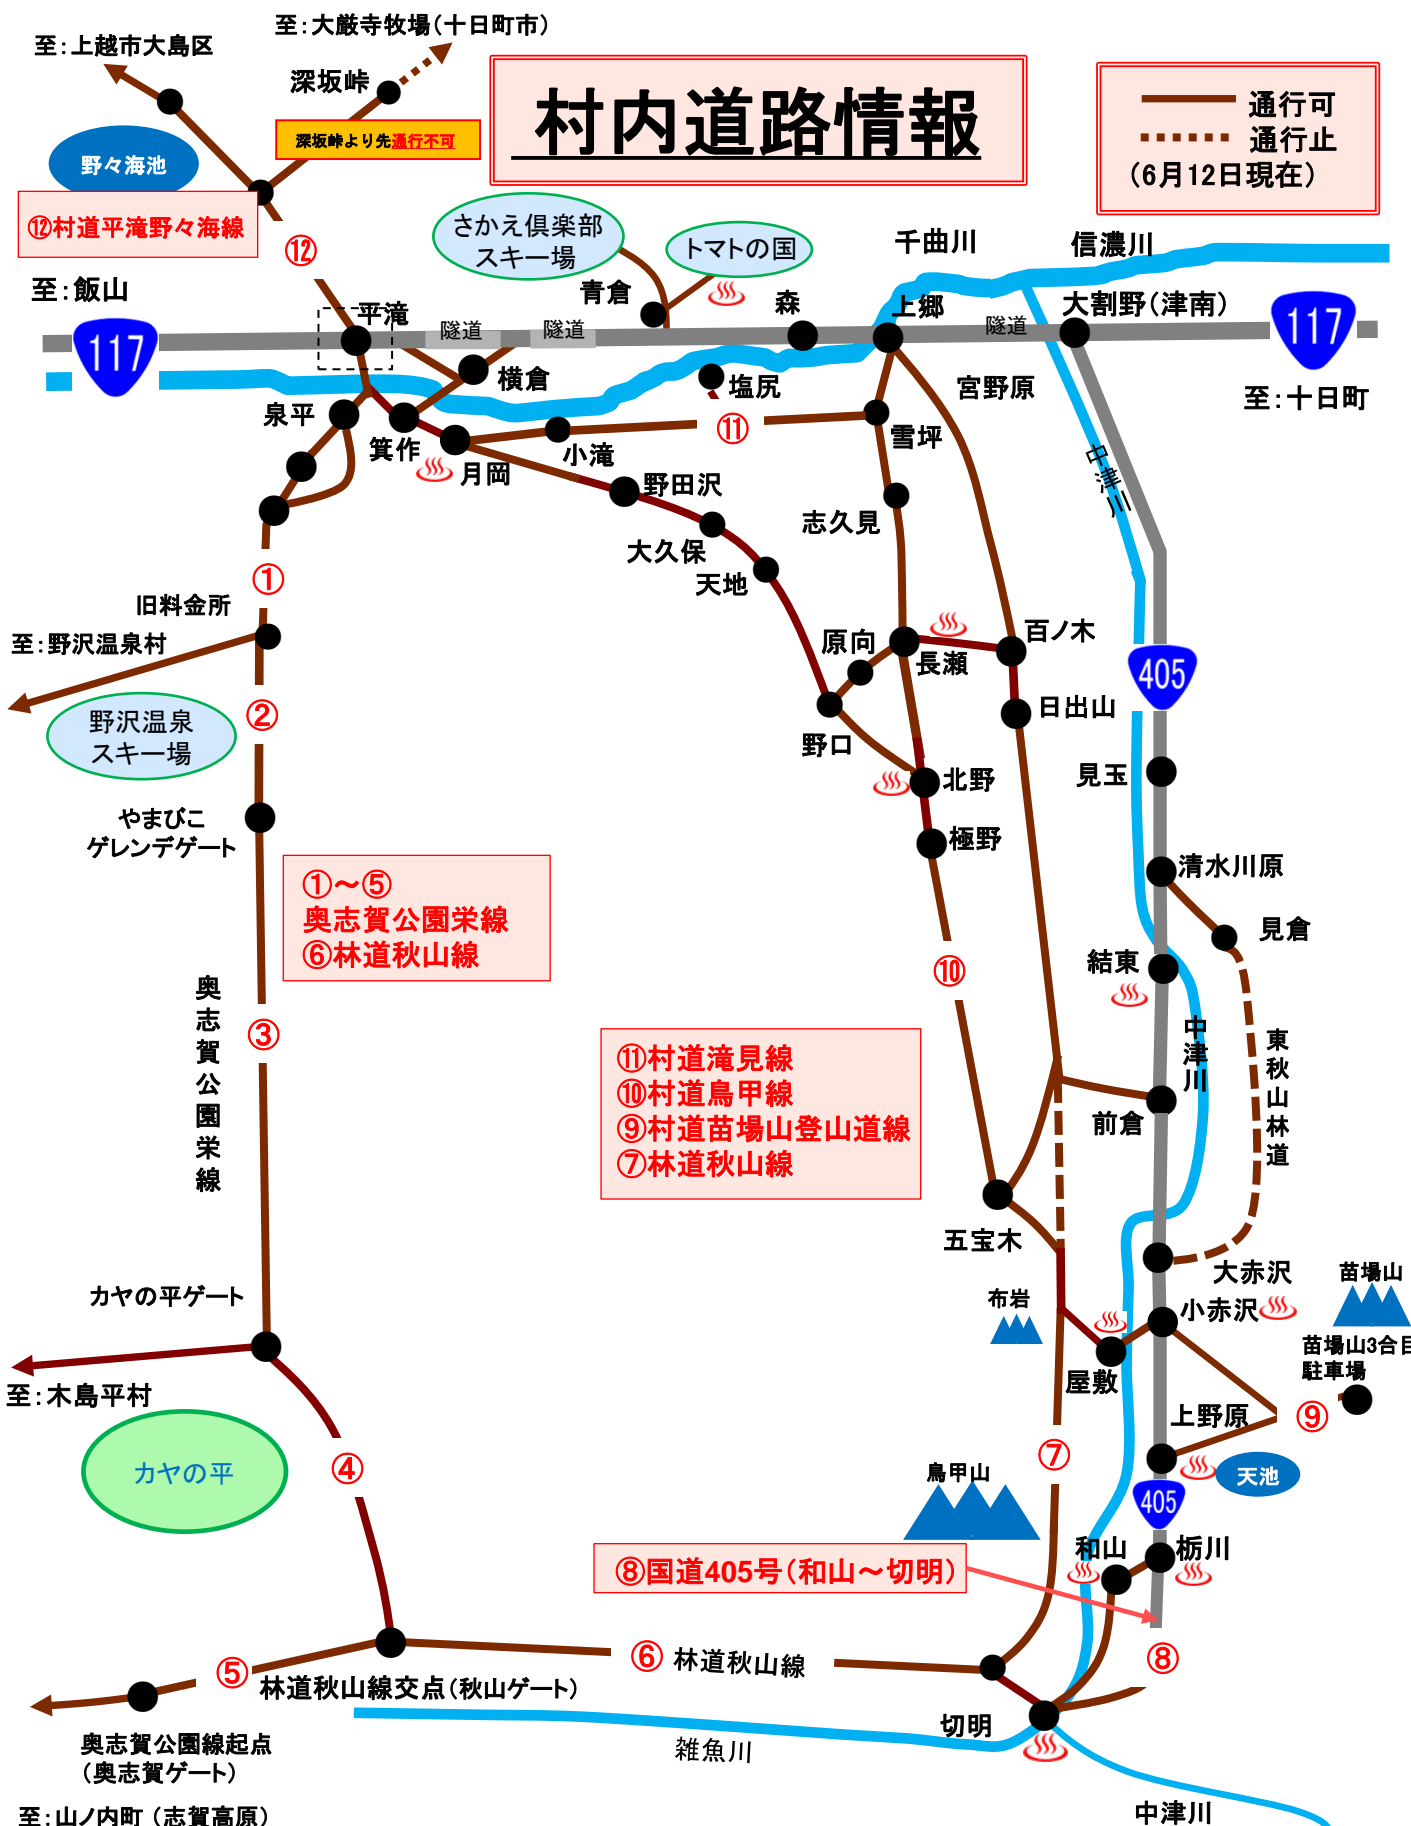 至：大厳寺牧場（十日町市）
至：上越市大島区
深坂峠
村内道路情報
通行可
通行止
（6月12日現在）
深坂峠より先通行不可
野々海池
⑫村道平滝野々海線
⑫
さかえ倶楽部
スキー場
トマトの国
千曲川
信濃川
至：飯山
青倉
森
上郷
大割野（津南）
117
平滝
隧道
隧道
隧道
117
横倉
塩尻
宮野原
至：十日町
泉平
箕作
月岡
小滝
⑪
雪坪
中津川
野田沢
志久見
大久保
天地
①
旧料金所
至：野沢温泉村
原向
長瀬
百ノ木
405
②
野沢温泉
スキー場
日出山
野口
北野
見玉
やまびこ
ゲレンデゲート
極野
清水川原
①～⑤
奥志賀公園栄線
⑥林道秋山線
見倉
結東
⑩
奥志賀公園栄線
③
中津川
東秋山林道
⑪村道滝見線
⑩村道鳥甲線
⑨村道苗場山登山道線
⑦林道秋山線
前倉
五宝木
大赤沢
苗場山
カヤの平ゲート
布岩
小赤沢
苗場山3合目
駐車場
至：木島平村
屋敷
上野原
⑨
⑦
カヤの平
④
鳥甲山
天池
405
和山
栃川
⑧国道405号（和山～切明）
⑧
⑥
林道秋山線
⑤
林道秋山線交点（秋山ゲート）
切明
奥志賀公園線起点
（奥志賀ゲート）
雑魚川
至：山ノ内町（志賀高原）
中津川